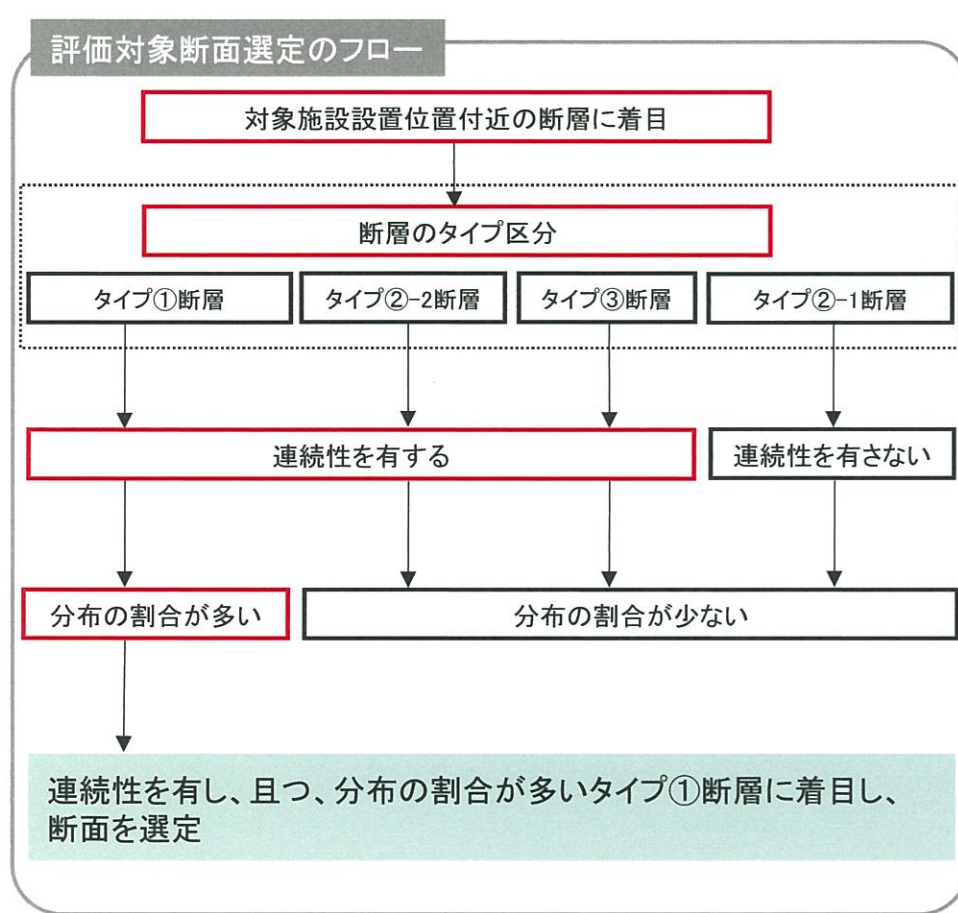 評価対象断面選定のフロー
対象施設設置位置付近の断層に着目
断層のタイプ区分
タイプ①断層
タイプ②-2断層
タイプ③断層
タイプ②-1断層
連続性を有する
連続性を有さない
分布の割合が多い
分布の割合が少ない
連続性を有し、且つ、分布の割合が多いタイプ①断層に着目し、
断面を選定